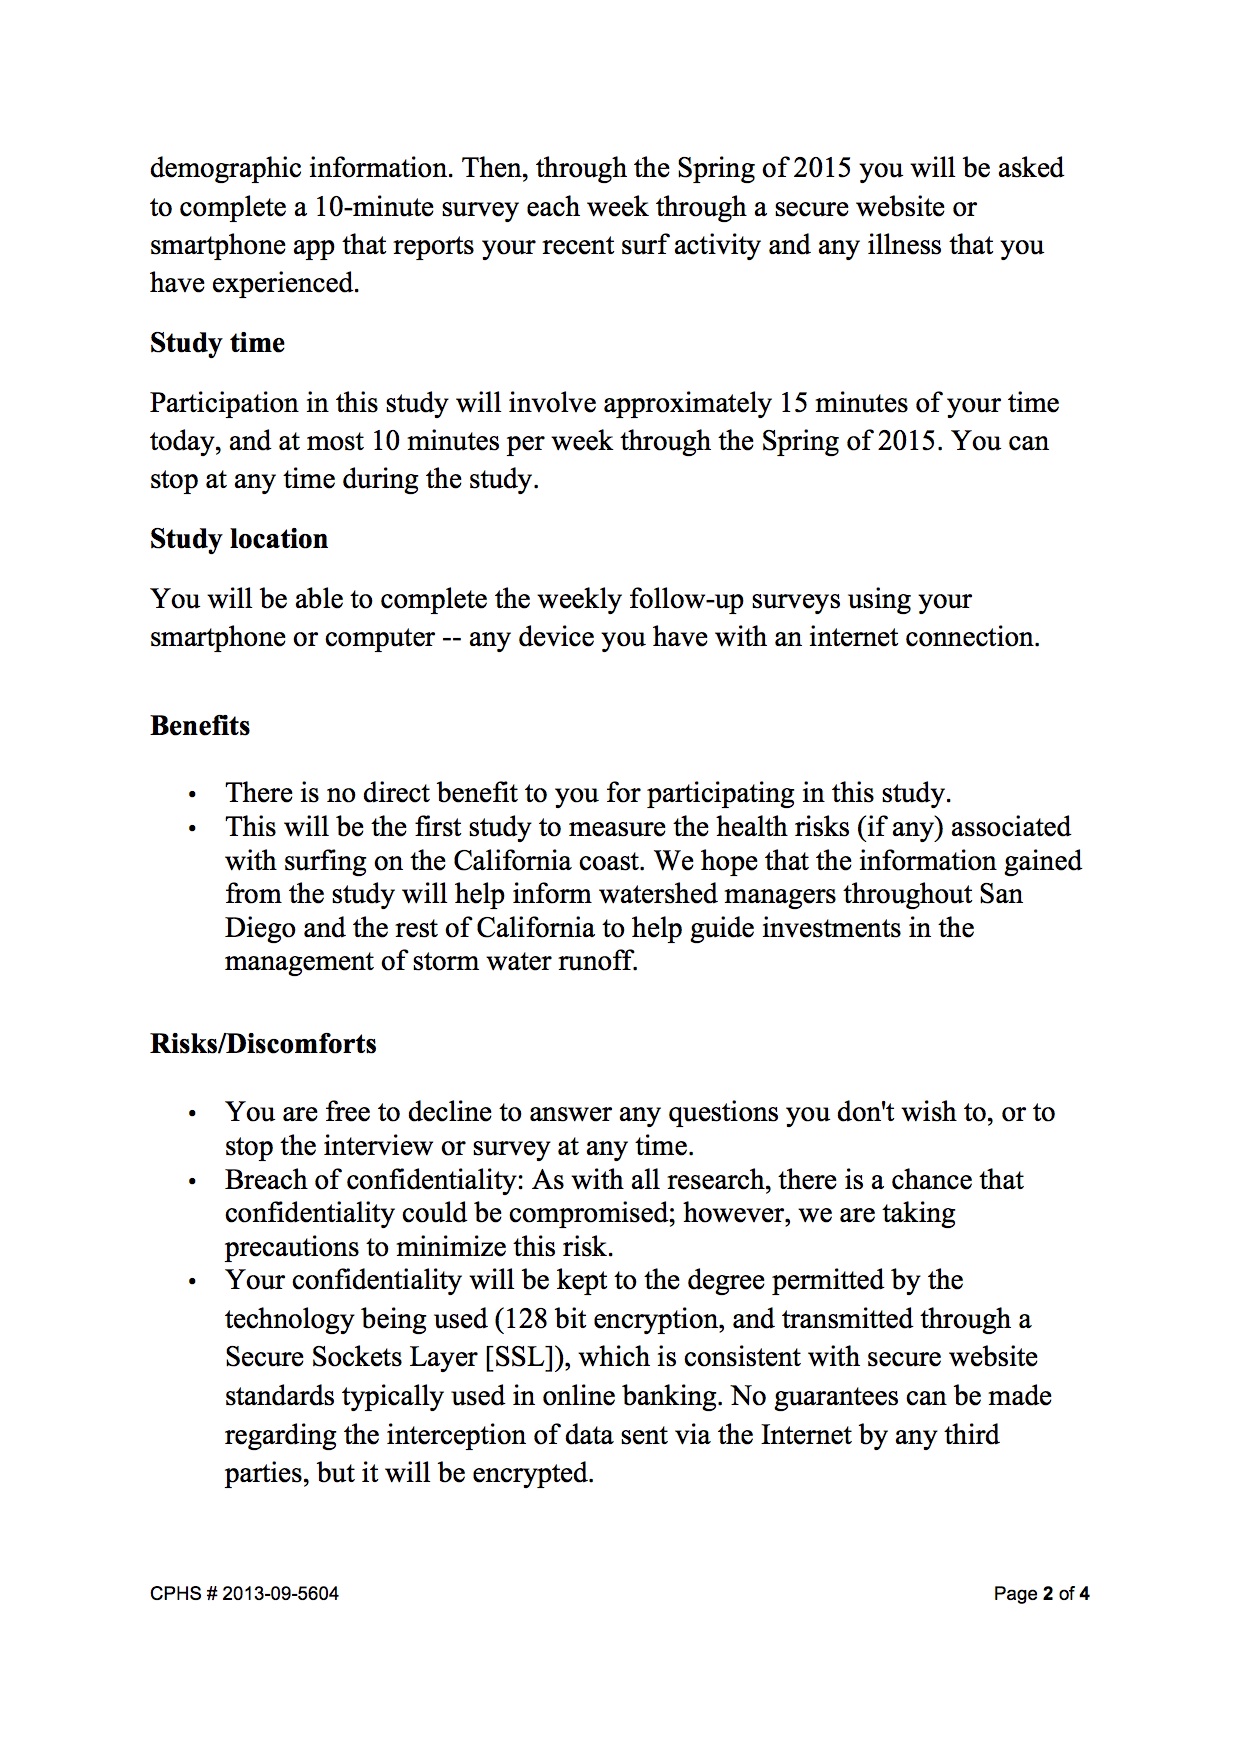 demographic information. Then, through the Spring of 2015 you will be asked
to complete a 10-minute survey each week through a secure website or
smartphone app that reports your recent surf activity and any illness that you
have experienced.
Study time
Participation in this study will involve approximately 15 minutes of your time
today, and at most 10 minutes per week through the Spring of 2015. You can
stop at any time during the study.
Study location
You will be able to complete the weekly follow-up surveys using your
smartphone or computer -- any device you have with an internet connection.
Benefits
• There is no direct benefit to you for participating in this study.
• This will be the first study to measure the health risks (if any) associated
with surfing on the California coast. We hope that the information gained
from the study will help inform watershed managers throughout San
Diego and the rest of California to help guide investments in the
management of storm water runoff.
Risks/Discomforts
• You are free to decline to answer any questions you don't wish to, or to
stop the interview or survey at any time.
• Breach of confidentiality: As with all research, there is a chance that
confidentiality could be compromised; however, we are taking
precautions to minimize this risk.
• Your confidentiality will be kept to the degree permitted by the
technology being used (128 bit encryption, and transmitted through a
Secure Sockets Layer [SSL]), which is consistent with secure website
standards typically used in online banking. No guarantees can be made
regarding the interception of data sent via the Internet by any third
parties, but it will be encrypted.
CPHS # 2013-09-5604 Page 2 of 4